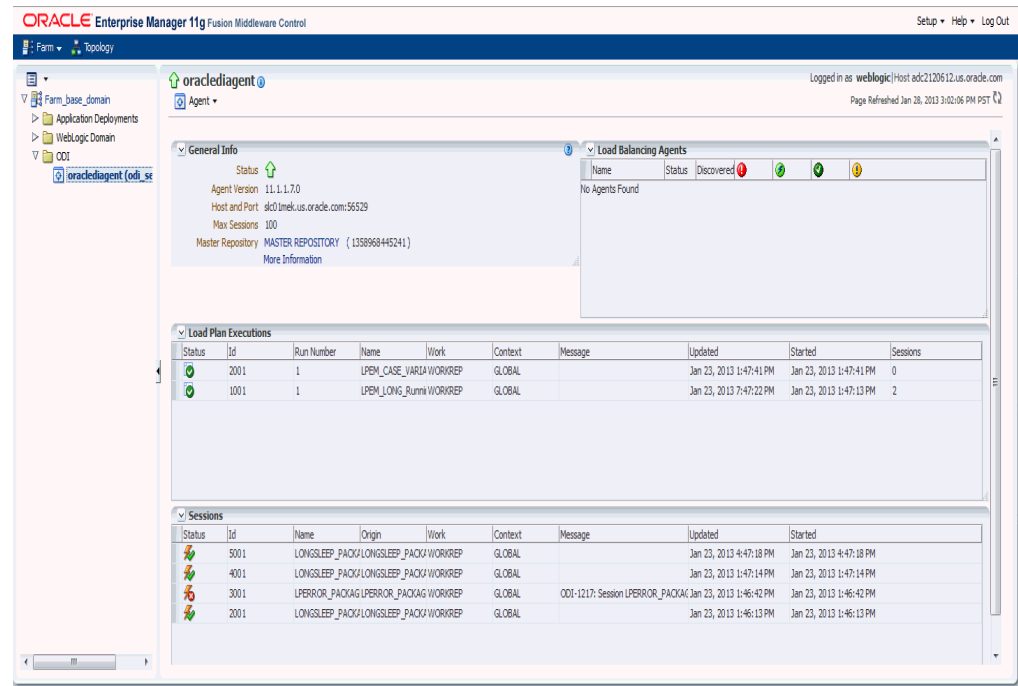 ORACLE Enterprise Manager 11g Fusion Middleware Control
Setup Help Log Out
Farm Topology
Farm_base_domain
Application Deployments
WebLogic Domain
ODI
oraclediagent (odi_se
oraclediagent
Agent
Logged in as weblogic|Host adc2120612.us.oracle.com
Page Refreshed Jan 28, 2013 3:02:06 PM PST
General Info
Status
Agent Version 11.1.1.7.0
Host and Port slc01mek.us.oracle.com:56529
Max Sessions 100
Master Repository MASTER REPOSITORY ( 1358968445241 )
More Information
Load Balancing Agents
Name Status Discovered
No Agents Found
Load Plan Executions
Status Id Run Number Name Work Context Message Updated Started Sessions
2001 1 LPEM_CASE_VARIA WORKREP GLOBAL Jan 23, 2013 1:47:41 PM Jan 23, 2013 1:47:41 PM 0
1001 1 LPEM_LONG_Runni WORKREP GLOBAL Jan 23, 2013 7:47:22 PM Jan 23, 2013 1:47:13 PM 2
Sessions
Status Id Name Origin Work Context Message Updated Started
5001 LONGSLEEP_PACKA LONGSLEEP_PACKA WORKREP GLOBAL Jan 23, 2013 4:47:18 PM Jan 23, 2013 4:47:18 PM
4001 LONGSLEEP_PACKA LONGSLEEP_PACKA WORKREP GLOBAL Jan 23, 2013 1:47:14 PM Jan 23, 2013 1:47:14 PM
3001 LPERROR_PACKAG LPERROR_PACKAG WORKREP GLOBAL ODI-1217: Session LPERROR_PACKAG Jan 23, 2013 1:46:42 PM Jan 23, 2013 1:46:42 PM
2001 LONGSLEEP_PACKA LONGSLEEP_PACKA WORKREP GLOBAL Jan 23, 2013 1:46:13 PM Jan 23, 2013 1:46:13 PM